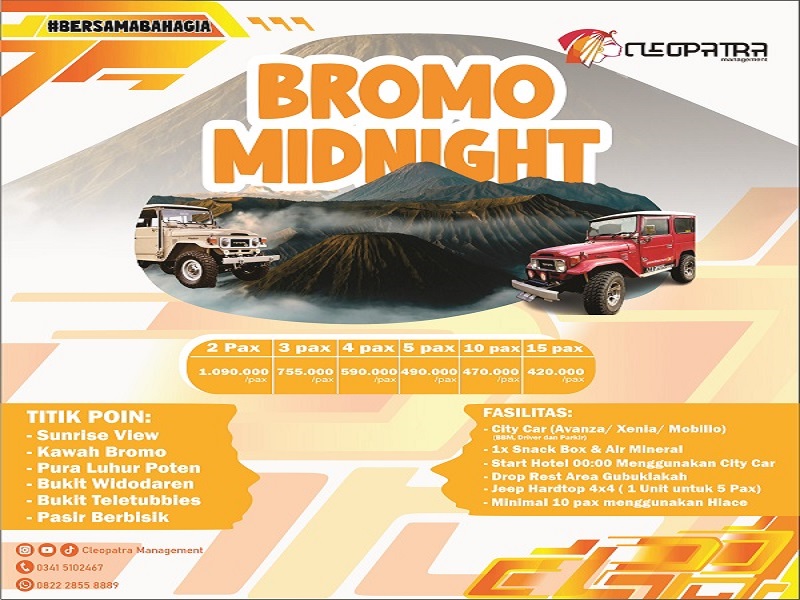 #BERSAMABAHAGIA
CLEOPATRA
management
BROMO
MIDNIGHT
2 Pax 3 pax 4 pax 5 pax 10 pax 15 pax
1.090.000 /pax 755.000 /pax 590.000 /pax 490.000 /pax 470.000 /pax 420.000 /pax
TITIK POIN:
- Sunrise View
- Kawah Bromo
- Pura Luhur Poten
- Bukit Widodaren
- Bukit Teletubbies
- Pasir Berbisik
FASILITAS:
- City Car (Avanza/ Xenia/ Mobilio)
(BBM, Driver dan Parkir)
- 1x Snack Box & Air Mineral
- Start Hotel 00:00 Menggunakan City Car
- Drop Rest Area Gubuklakah
- Jeep Hardtop 4x4 ( 1 Unit untuk 5 Pax)
- Minimal 10 pax menggunakan Hiace
Cleopatra Management
0341 5102467
0822 2855 8889